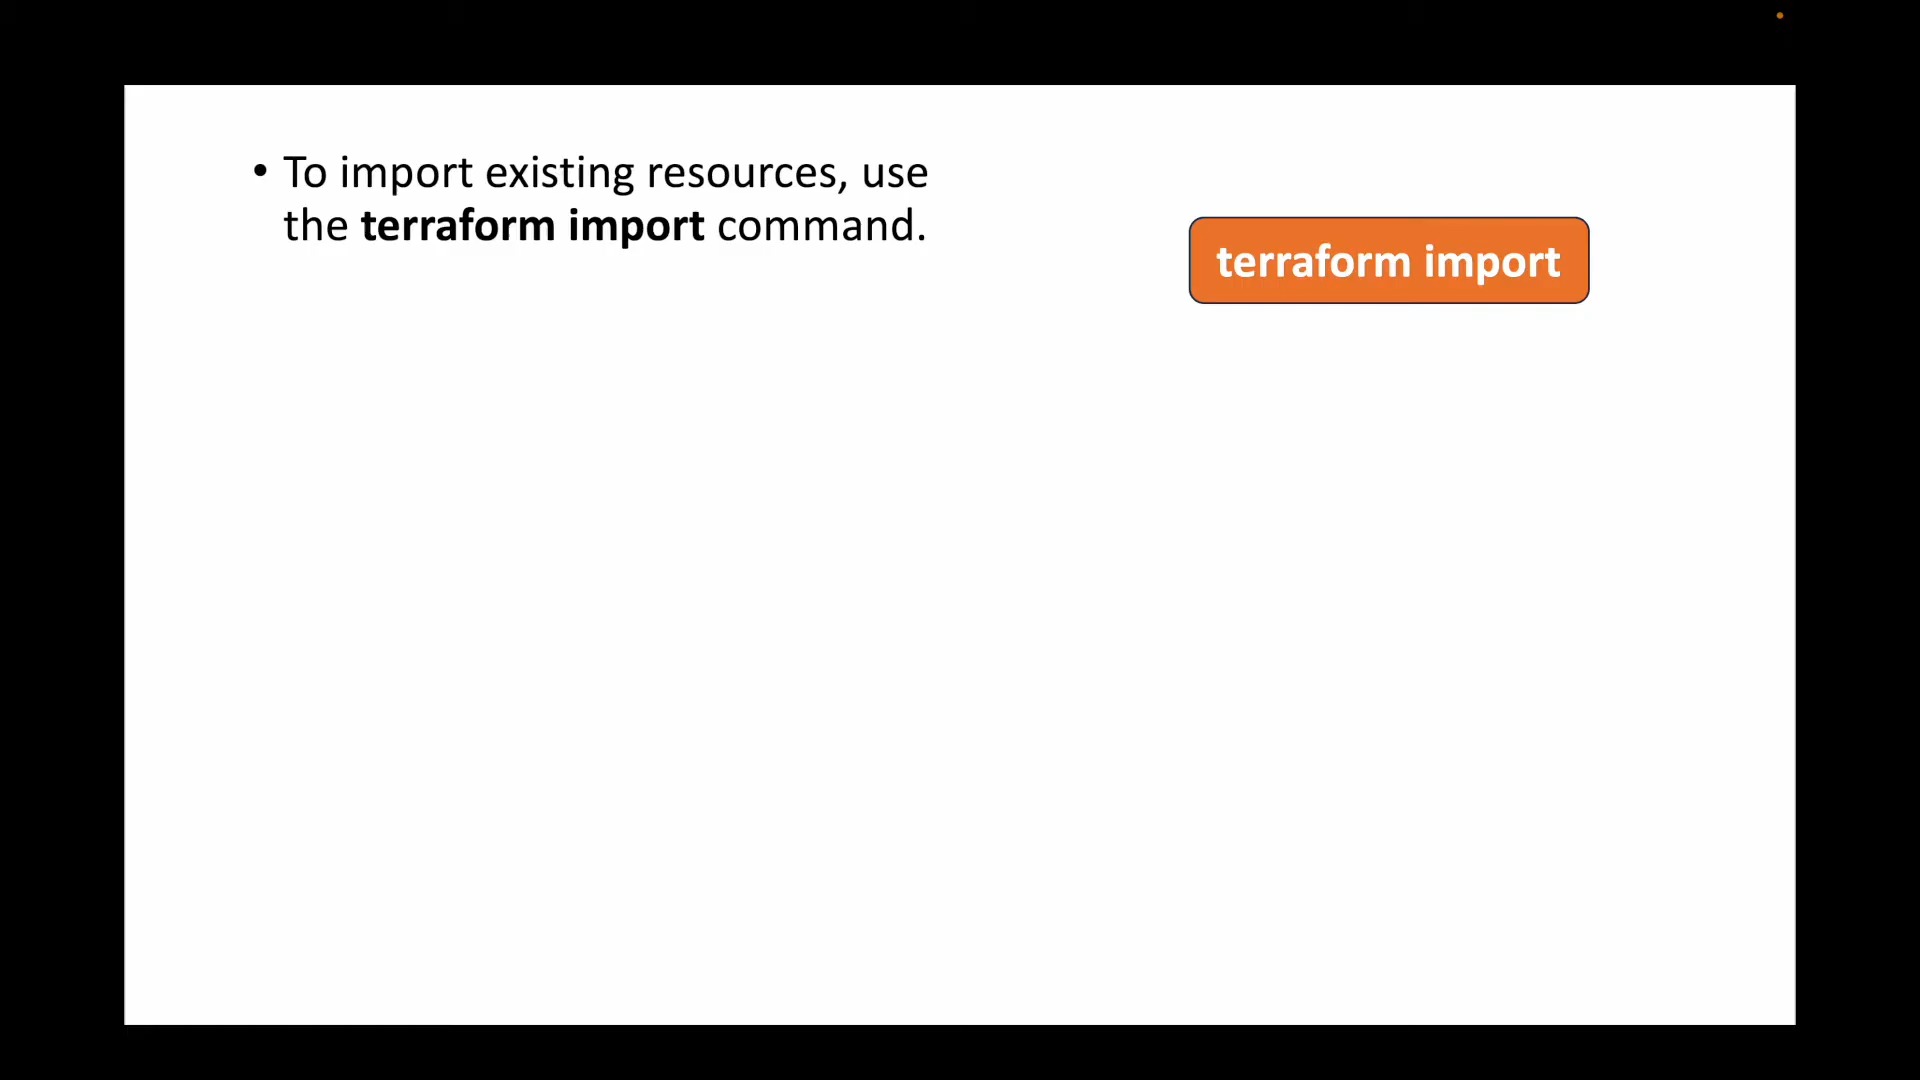 • To import existing resources, use
the terraform import command.
terraform import